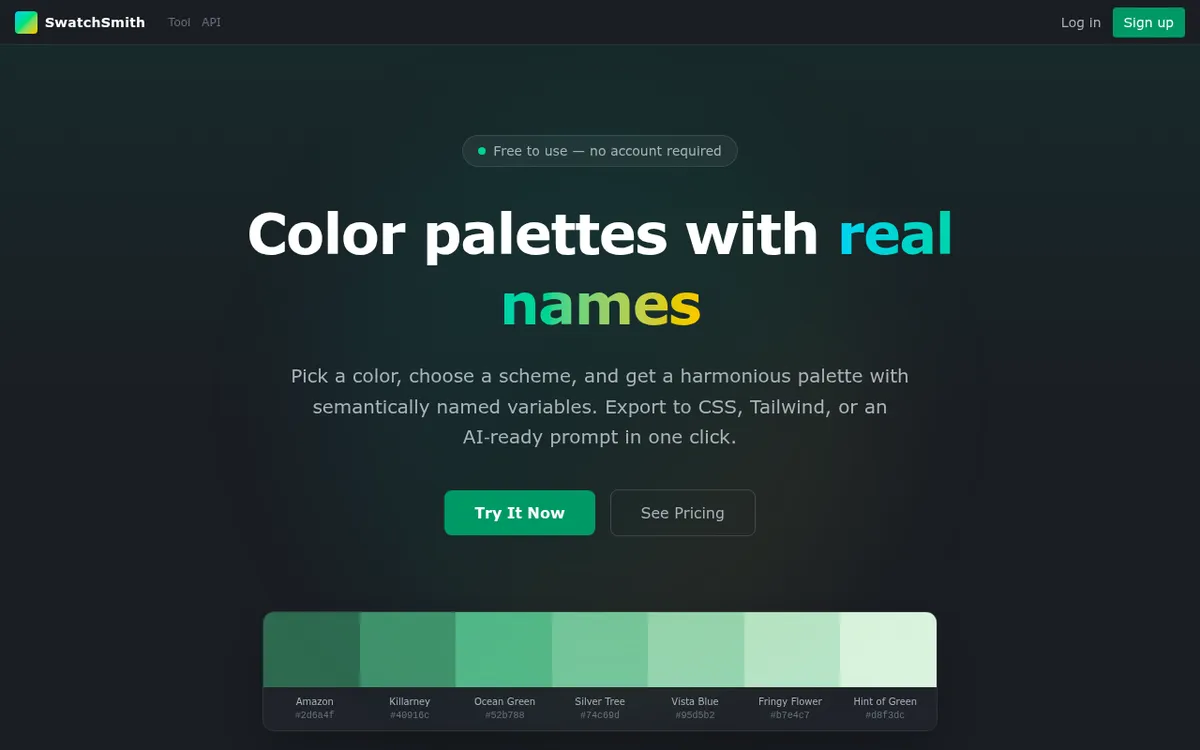 SwatchSmith Tool API Log in Sign up
Free to use — no account required
Color palettes with real
names
Pick a color, choose a scheme, and get a harmonious palette with
semantically named variables. Export to CSS, Tailwind, or an
AI-ready prompt in one click.
Try It Now See Pricing
Amazon Killarney Ocean Green Silver Tree Vista Blue Fringy Flower Hint of Green
#2d6a4f #40916c #52b788 #74c69d #95d5b2 #b7e4c7 #d8f3dc